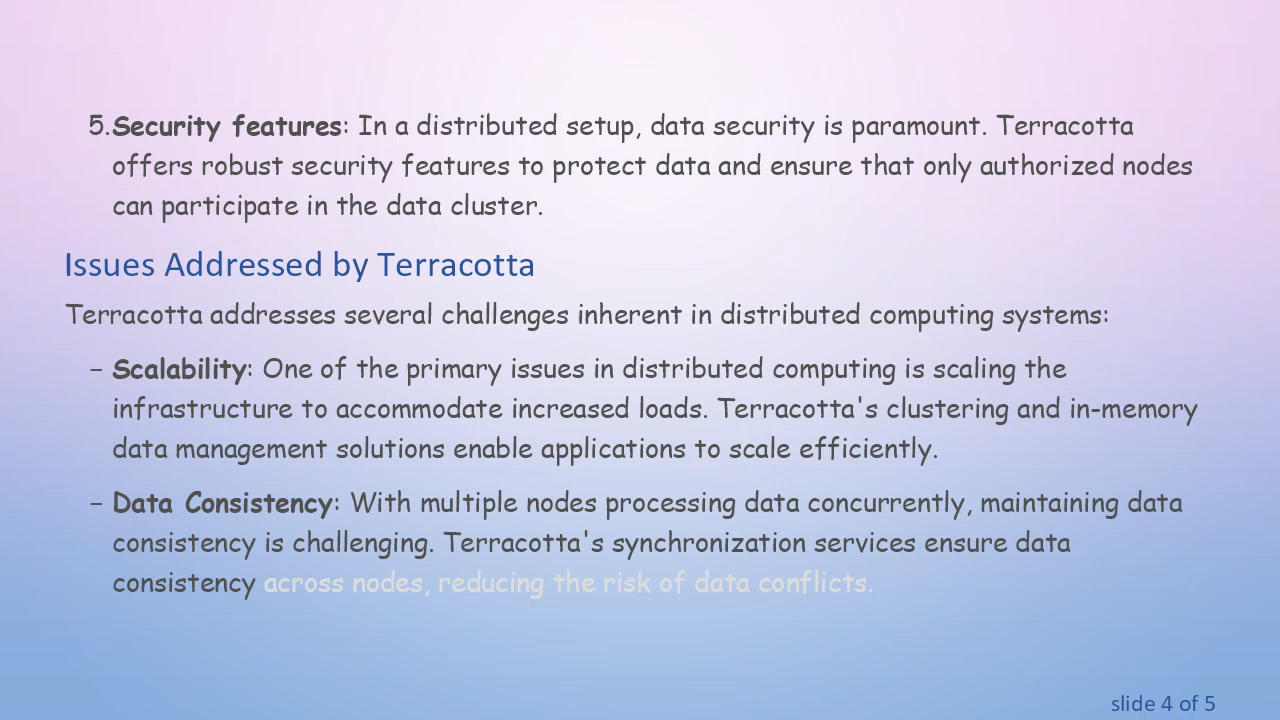 5.Security features: In a distributed setup, data security is paramount. Terracotta
offers robust security features to protect data and ensure that only authorized nodes
can participate in the data cluster.
Issues Addressed by Terracotta
Terracotta addresses several challenges inherent in distributed computing systems:
– Scalability: One of the primary issues in distributed computing is scaling the
infrastructure to accommodate increased loads. Terracotta's clustering and in-memory
data management solutions enable applications to scale efficiently.
– Data Consistency: With multiple nodes processing data concurrently, maintaining data
consistency is challenging. Terracotta's synchronization services ensure data
consistency across nodes, reducing the risk of data conflicts.
slide 4 of 5